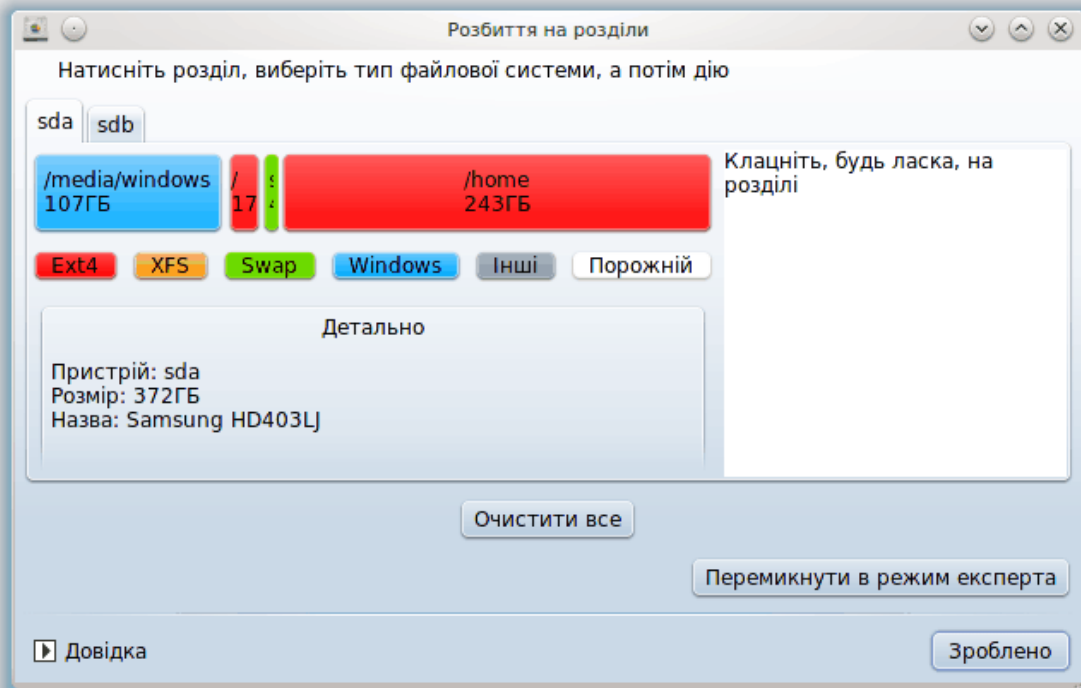 Розбиття на розділи
Натисніть розділ, виберіть тип файлової системи, а потім дію
sda
sdb
/media/windows
107ГБ
/
17
/home
243ГБ
Клацніть, будь ласка, на
розділі
Ext4
XFS
Swap
Windows
Інші
Порожній
Детально
Пристрій: sda
Розмір: 372ГБ
Назва: Samsung HD403LJ
Очистити все
Перемикнути в режим експерта
Довідка
Зроблено